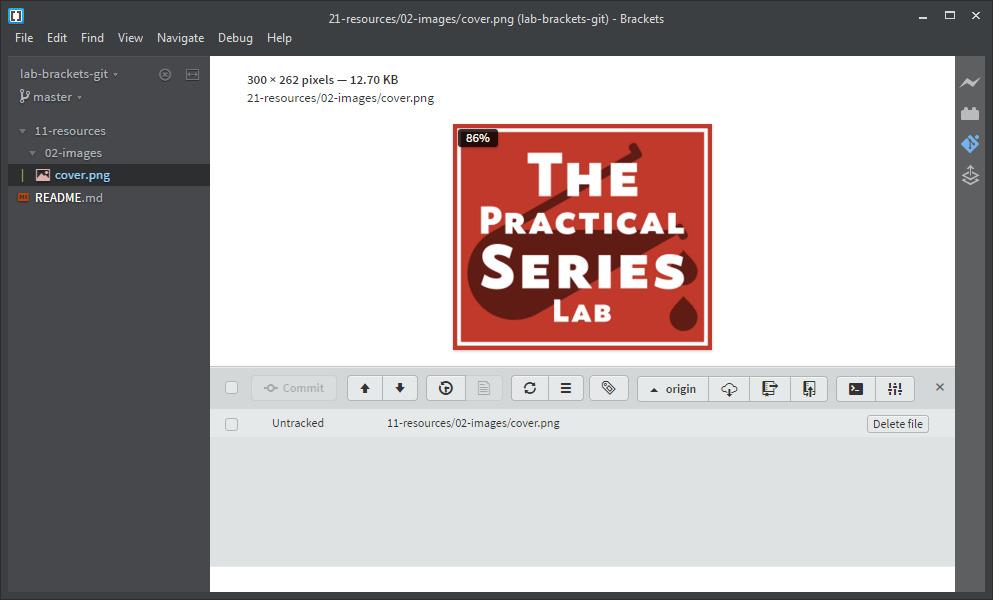 21-resources/02-images/cover.png (lab-brackets-git) - Brackets
File Edit Find View Navigate Debug Help
lab-brackets-git
master
11-resources
02-images
cover.png
README.md
300 × 262 pixels — 12.70 KB
21-resources/02-images/cover.png
86%
The
Practical
Series
Lab
Commit origin
Untracked 11-resources/02-images/cover.png Delete file